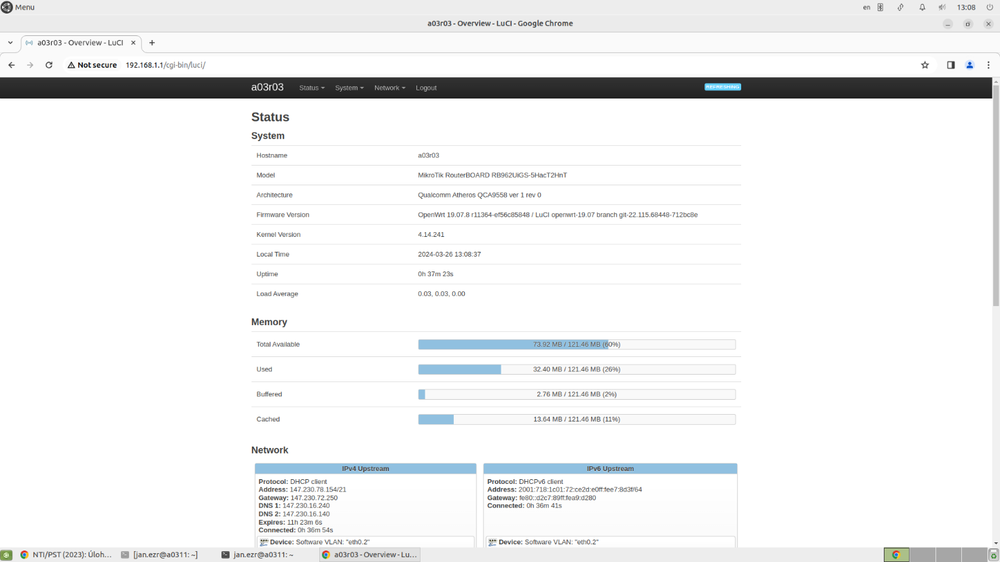 Menu
en
13:08
a03r03 - Overview - LuCI - Google Chrome
a03r03 - Overview - LuCI
Not secure
192.168.1.1/cgi-bin/luci/
a03r03
Status
System
Network
Logout
REFRESHING
Status
System
Hostname a03r03
Model MikroTik RouterBOARD RB962UiGS-5HacT2HnT
Architecture Qualcomm Atheros QCA9558 ver 1 rev 0
Firmware Version OpenWrt 19.07.8 r11364-ef56c85848 / LuCI openwrt-19.07 branch git-22.115.68448-712bc8e
Kernel Version 4.14.241
Local Time 2024-03-26 13:08:37
Uptime 0h 37m 23s
Load Average 0.03, 0.03, 0.00
Memory
Total Available 73.92 MB / 121.46 MB (60%)
Used 32.40 MB / 121.46 MB (26%)
Buffered 2.76 MB / 121.46 MB (2%)
Cached 13.64 MB / 121.46 MB (11%)
Network
IPv4 Upstream
Protocol: DHCP client
Address: 147.230.78.154/21
Gateway: 147.230.72.250
DNS 1: 147.230.16.240
DNS 2: 147.230.16.140
Expires: 11h 23m 6s
Connected: 0h 36m 54s
Device: Software VLAN: "eth0.2"
IPv6 Upstream
Protocol: DHCPv6 client
Address: 2001:718:1c01:72:ce2d:e0ff:fee7:8d3f/64
Gateway: fe80::d2c7:89ff:fea9:d280
Connected: 0h 36m 41s
Device: Software VLAN: "eth0.2"
NTI/PST (2023): Úloh...
[jan.ezr@a0311: ~]
jan.ezr@a0311: ~
a03r03 - Overview - Lu...